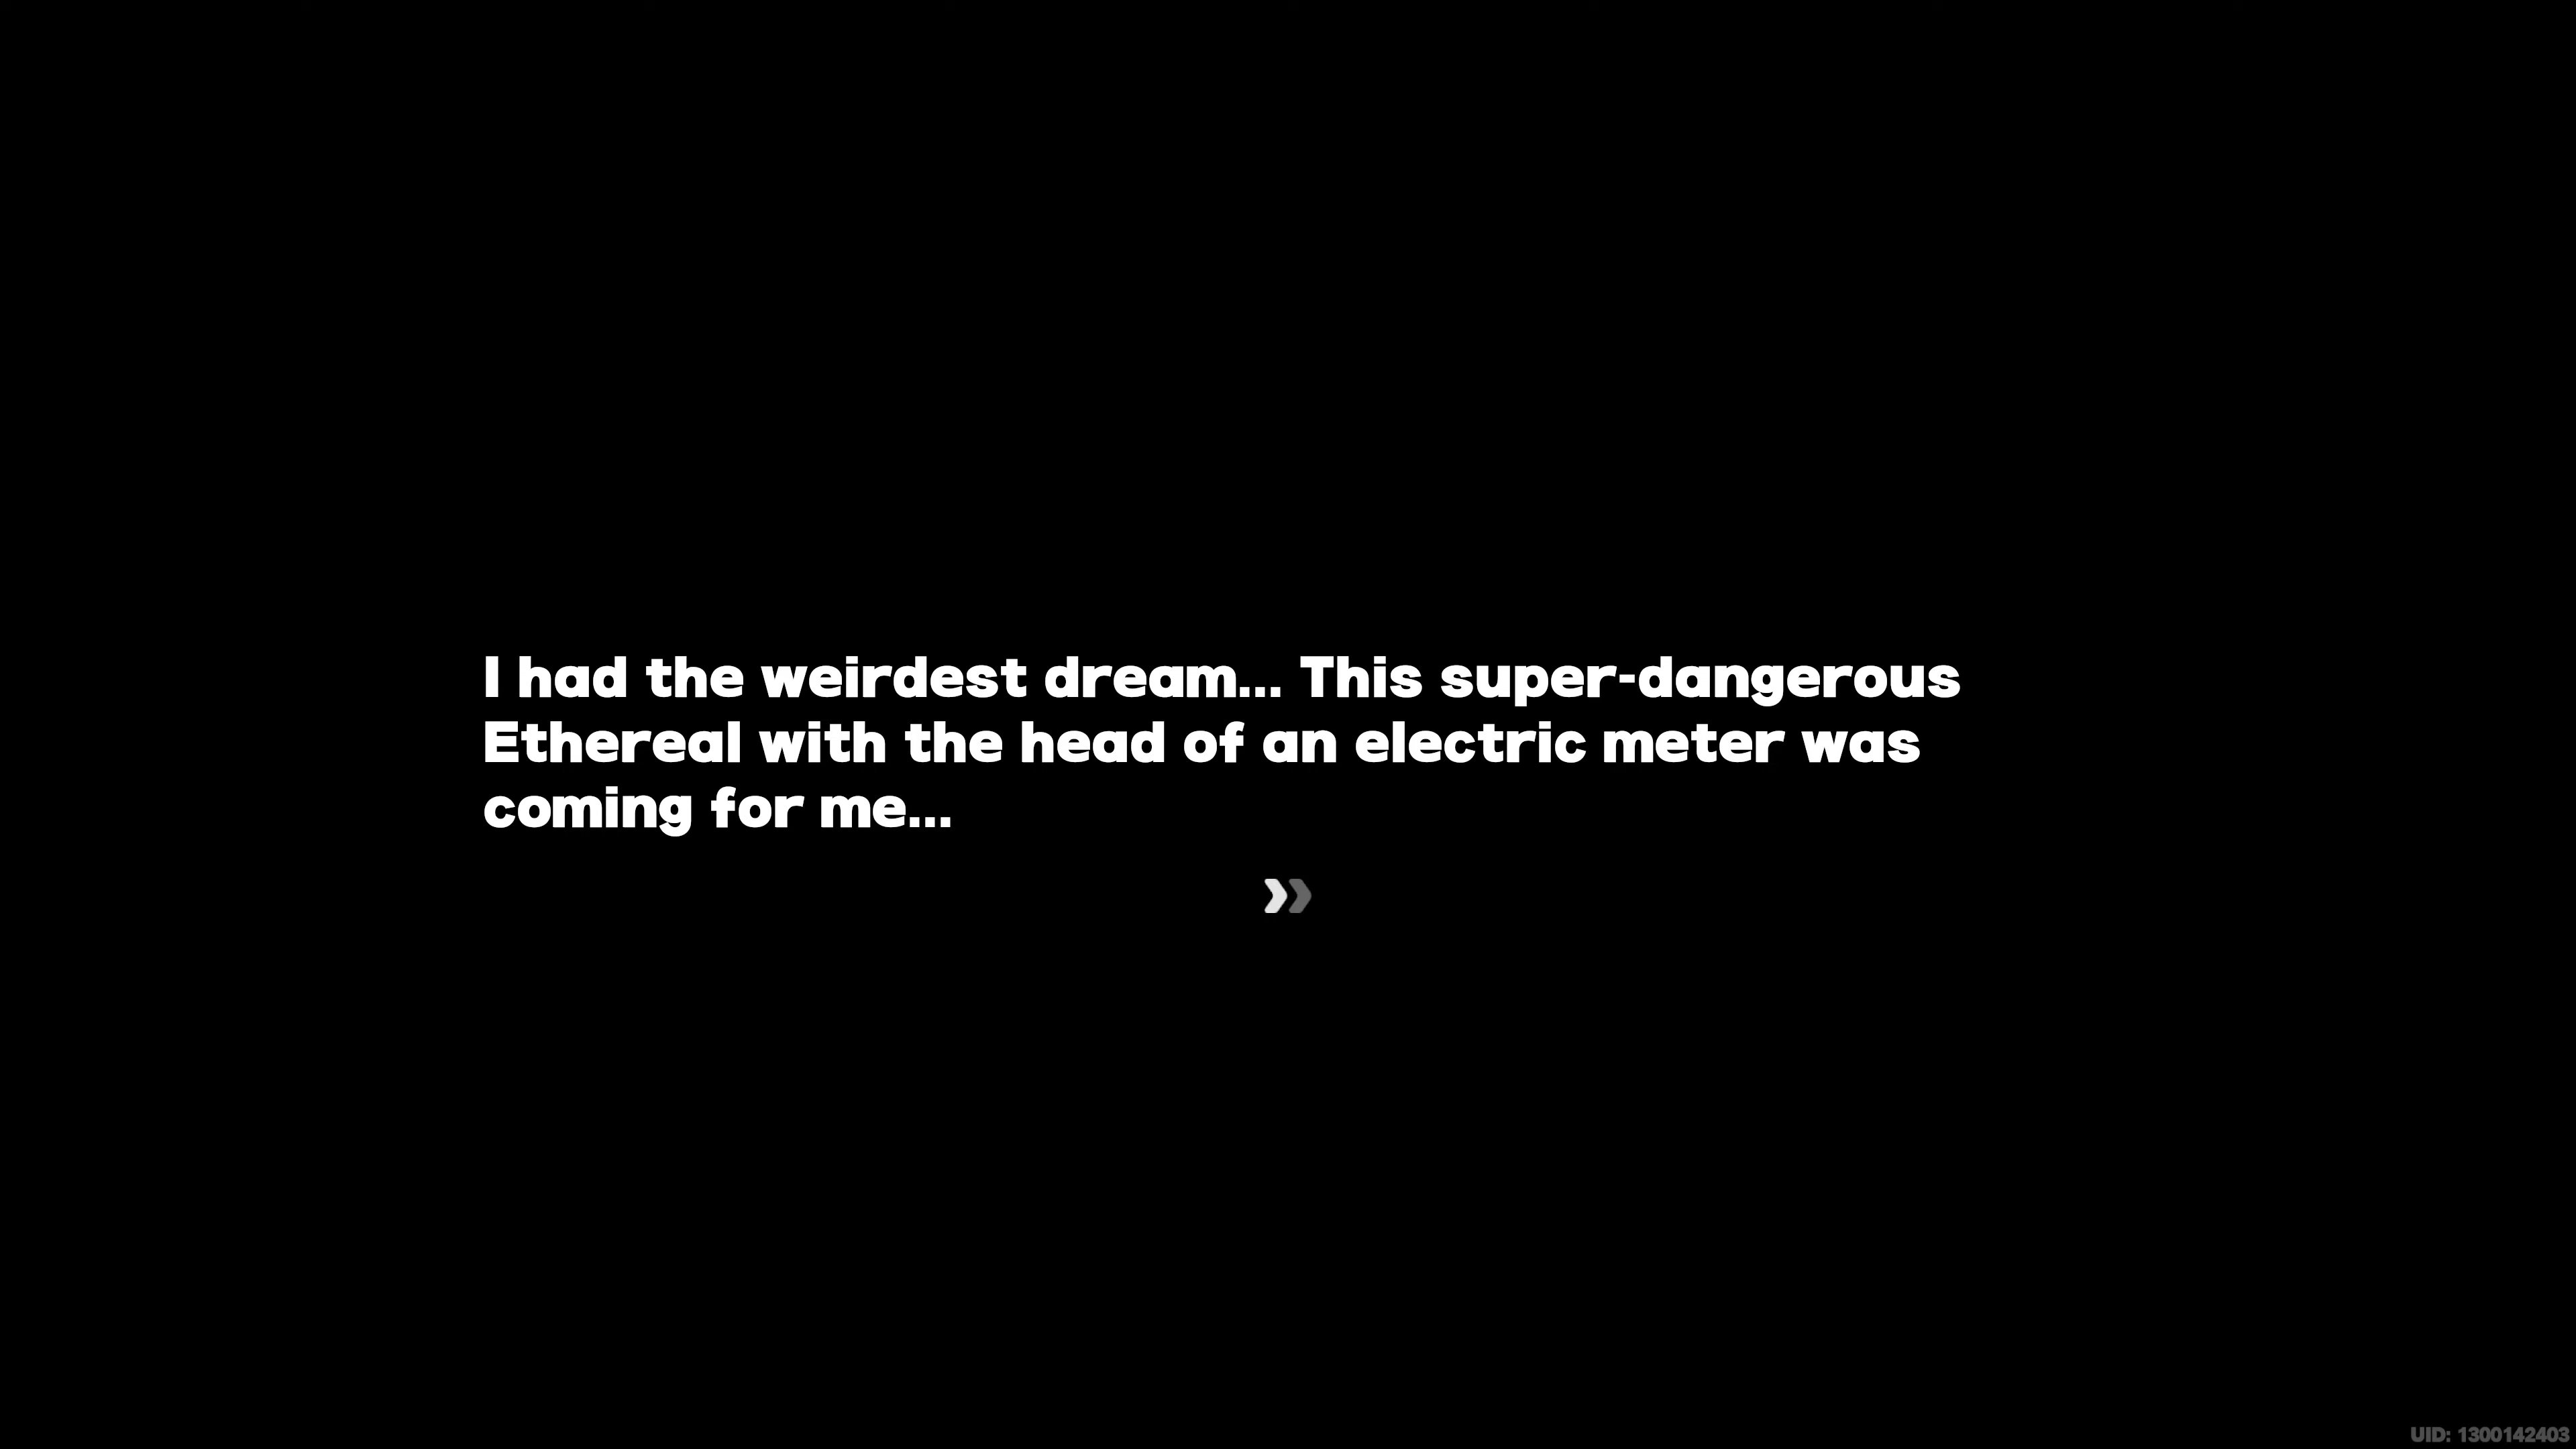 I had the weirdest dream... This super-dangerous
Ethereal with the head of an electric meter was
coming for me...
UID: 1300142403